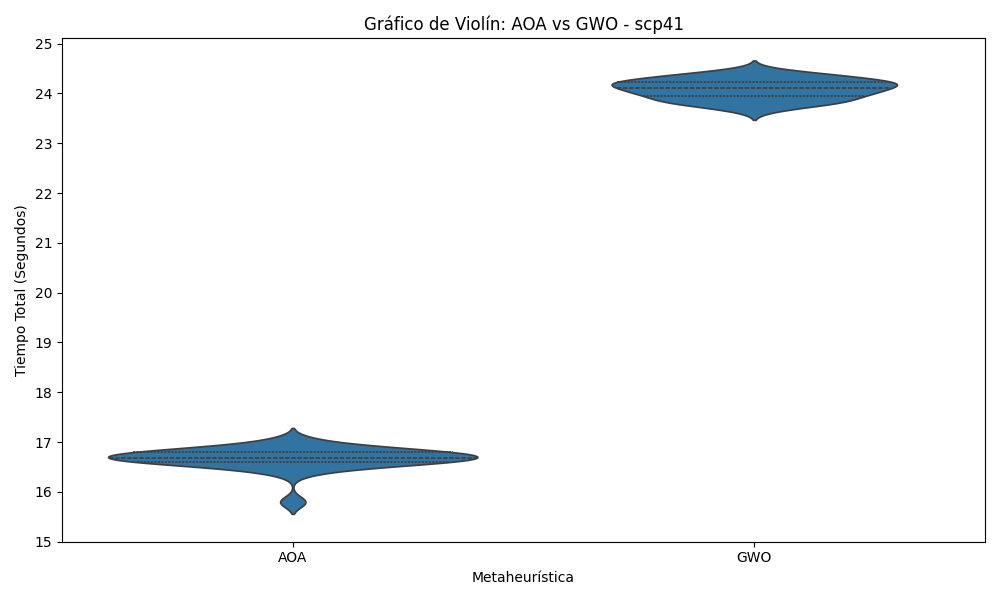 Gráfico de Violín: AOA vs GWO - scp41
Tiempo Total (Segundos)
25
24
23
22
21
20
19
18
17
16
15
AOA
GWO
Metaheurística